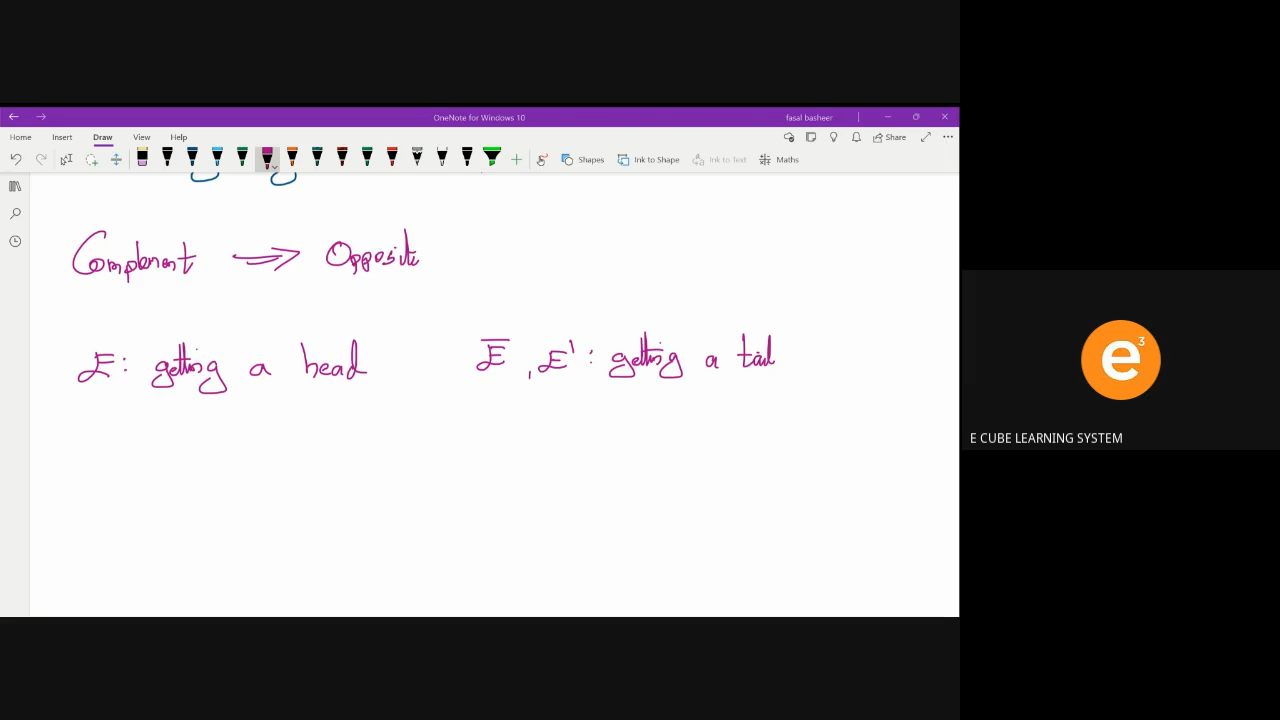 OneNote for Windows 10
fasal basheer
Home Insert Draw View Help
Share
Shapes Ink to Shape Ink to Text Maths
Complement ⟹ Opposite
E: getting a head
E̅, E': getting a tail
e3
E CUBE LEARNING SYSTEM